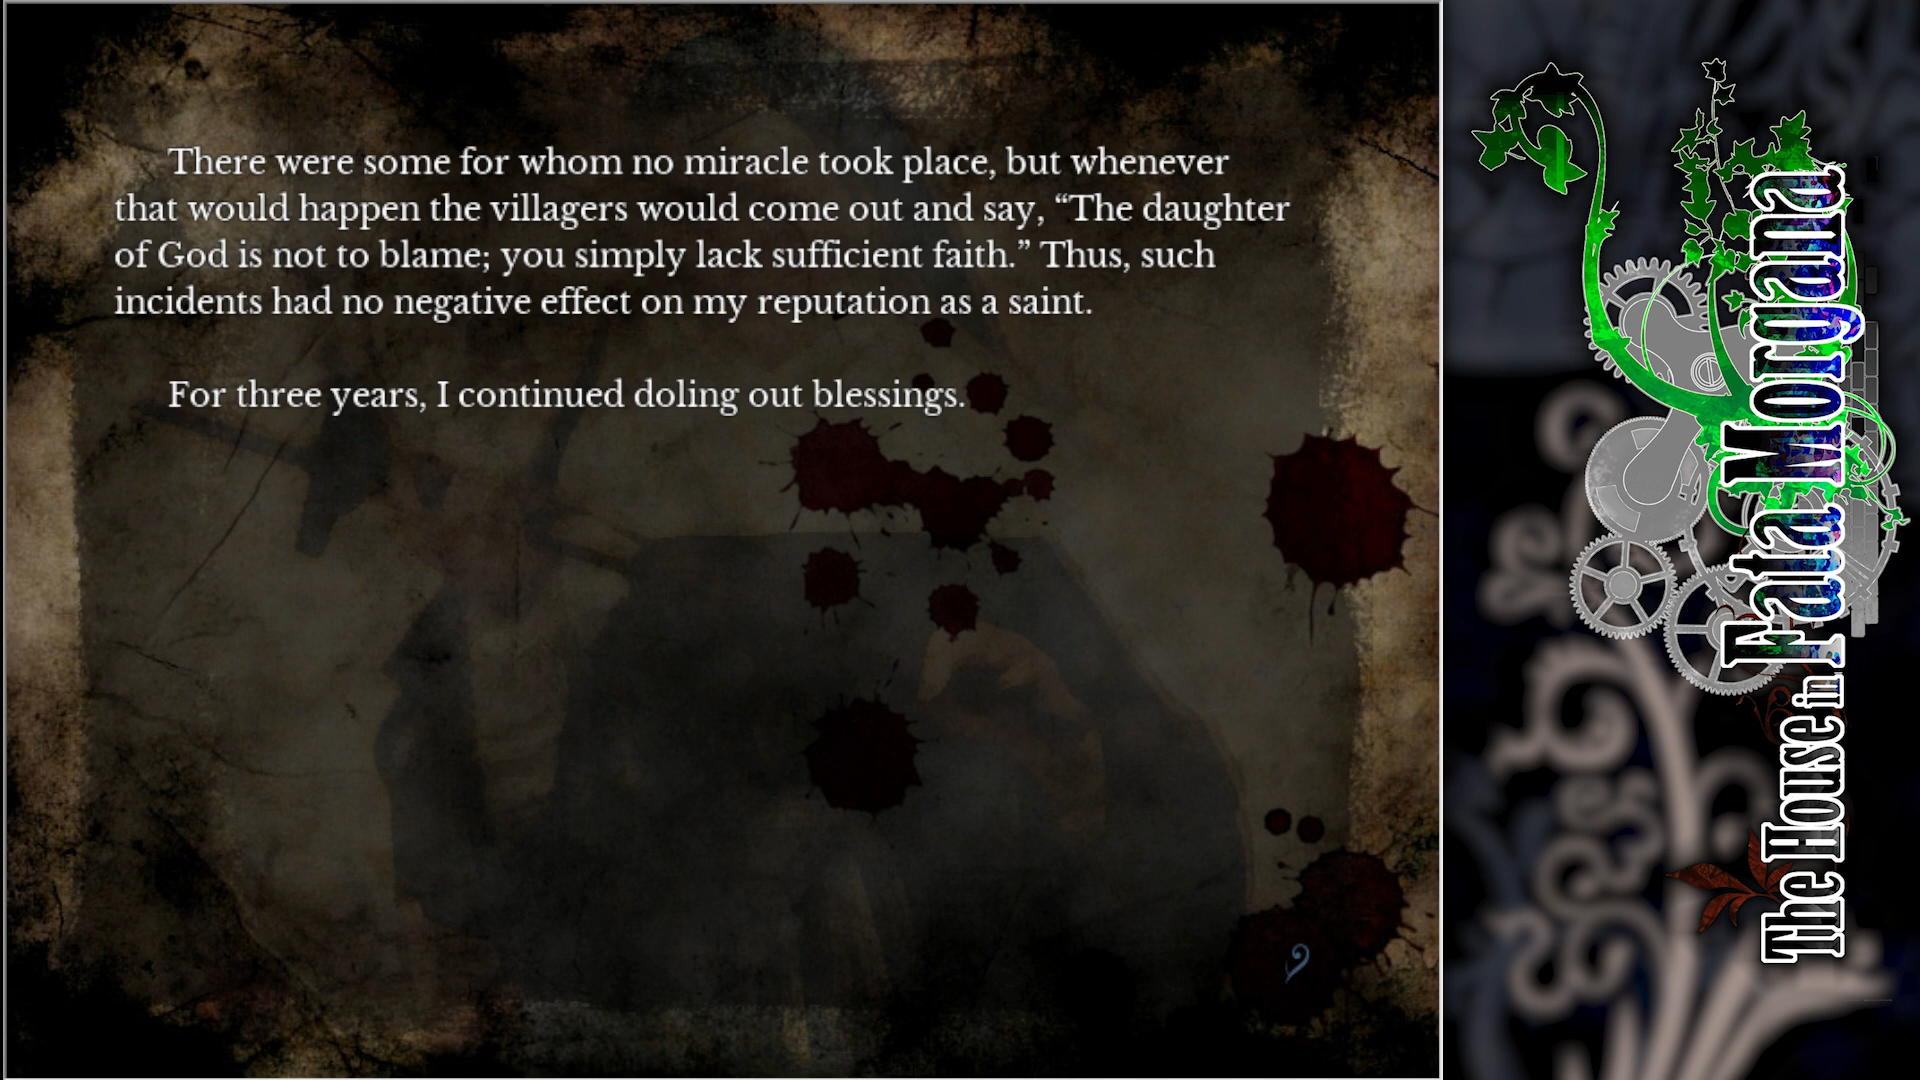 There were some for whom no miracle took place, but whenever
that would happen the villagers would come out and say, “The daughter
of God is not to blame; you simply lack sufficient faith.” Thus, such
incidents had no negative effect on my reputation as a saint.
For three years, I continued doling out blessings.
The House in Fata Morgana